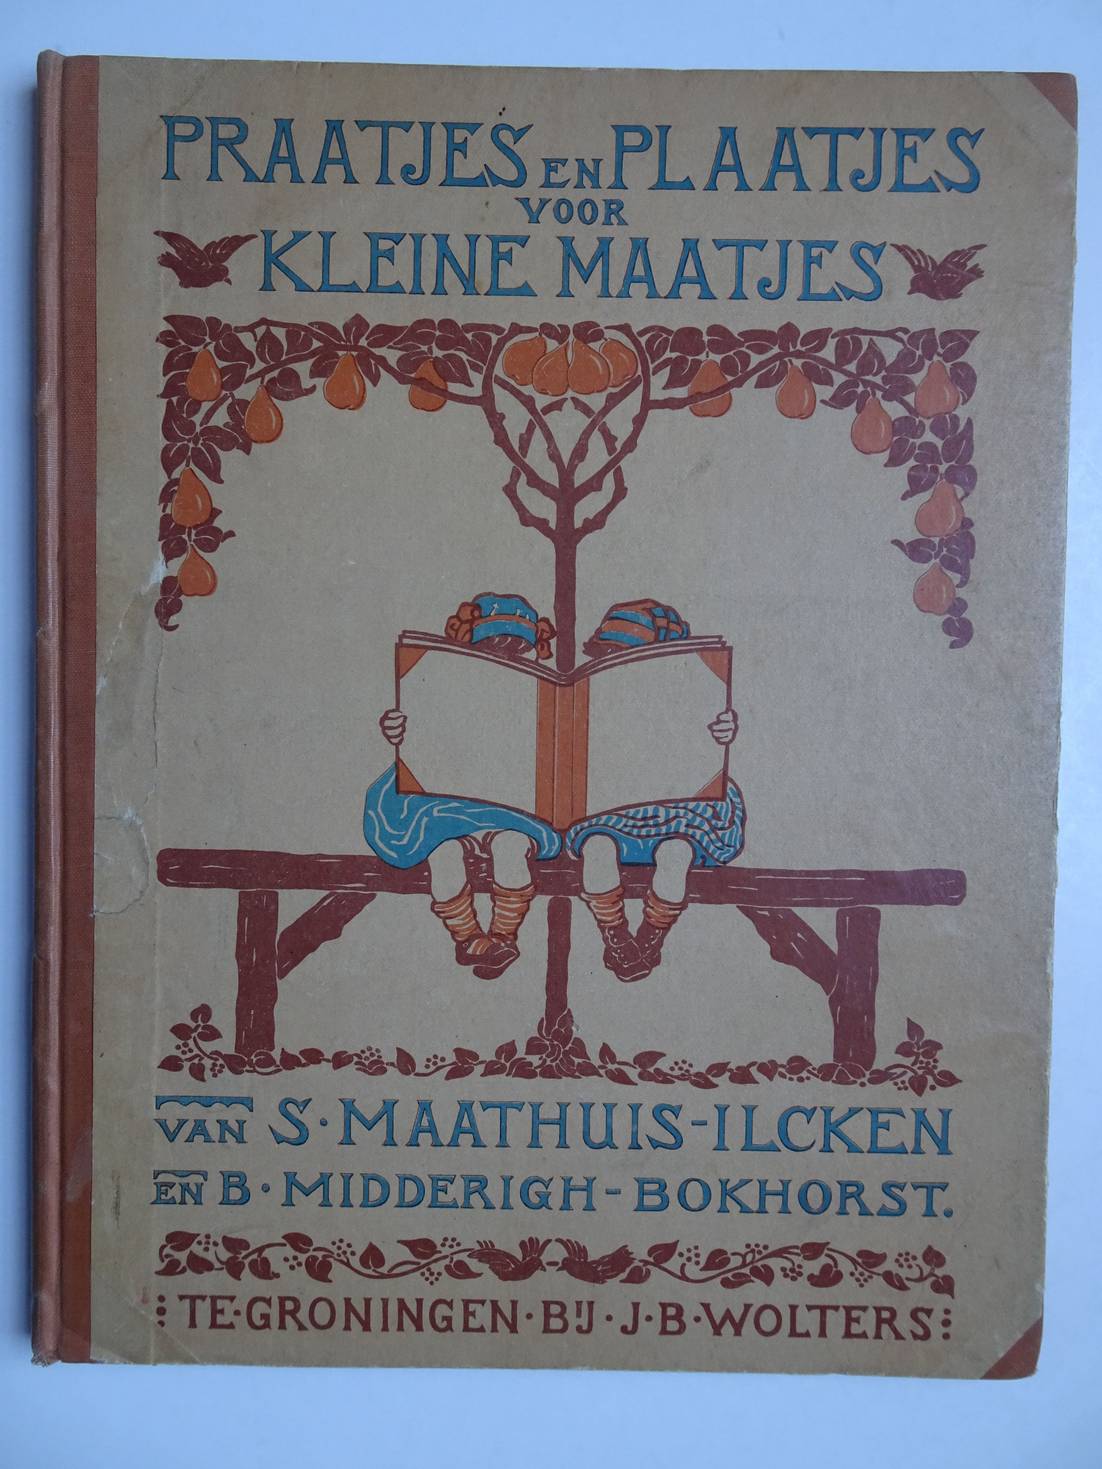 PRAATJES EN PLAATJES
VOOR
KLEINE MAATJES
VAN S·MAATHUIS-ILCKEN
EN B·MIDDERIGH-BOKHORST.
TE·GRONINGEN·BIJ·J·B·WOLTERS